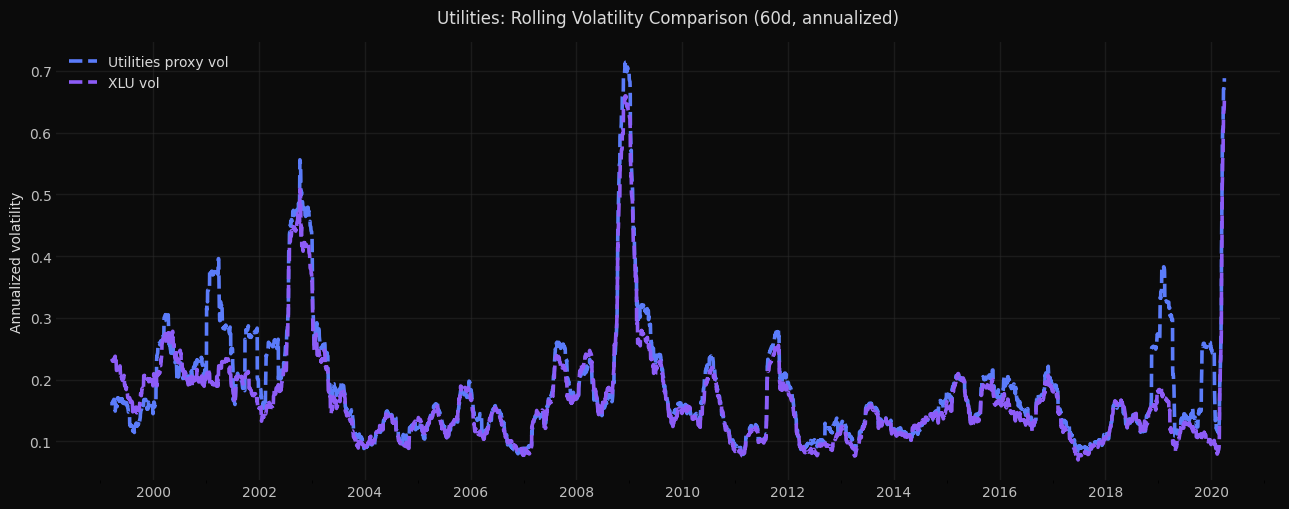 Utilities: Rolling Volatility Comparison (60d, annualized)
Utilities proxy vol
XLU vol
Annualized volatility
0.7
0.6
0.5
0.4
0.3
0.2
0.1
2000 2002 2004 2006 2008 2010 2012 2014 2016 2018 2020